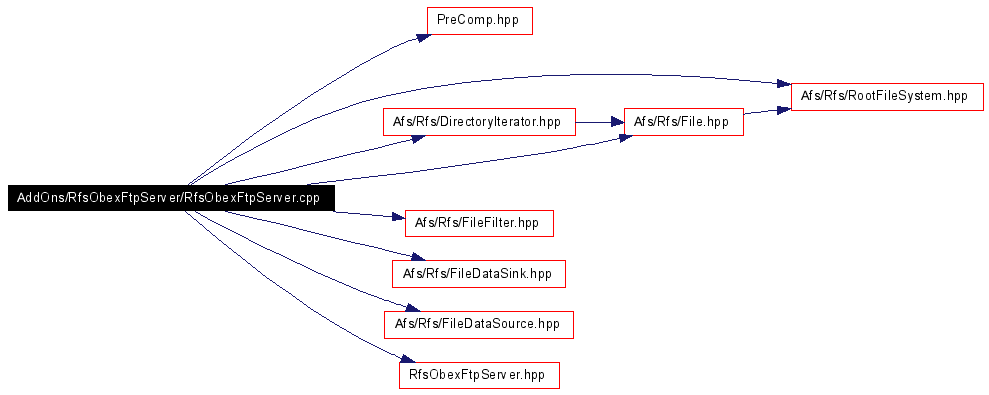 PreComp.hpp
Afs/Rfs/RootFileSystem.hpp
Afs/Rfs/DirectoryIterator.hpp
Afs/Rfs/File.hpp
AddOns/RfsObexFtpServer/RfsObexFtpServer.cpp
Afs/Rfs/FileFilter.hpp
Afs/Rfs/FileDataSink.hpp
Afs/Rfs/FileDataSource.hpp
RfsObexFtpServer.hpp